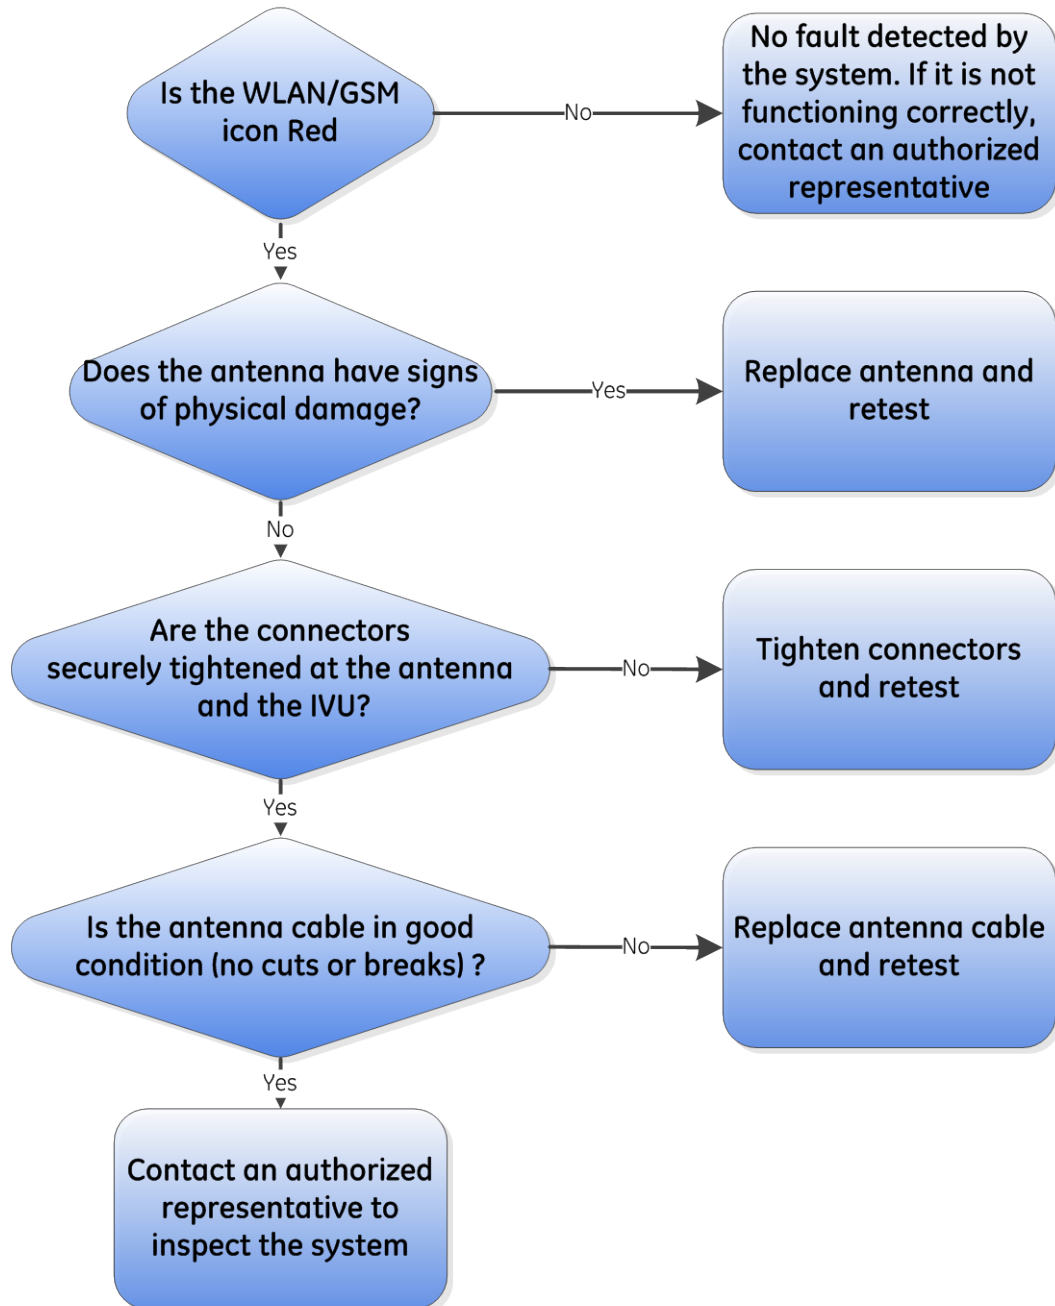 Is the WLAN/GSM
icon Red
No
No fault detected by
the system. If it is not
functioning correctly,
contact an authorized
representative
Yes
Does the antenna have signs
of physical damage?
Yes
Replace antenna and
retest
No
Are the connectors
securely tightened at the antenna
and the IVU?
No
Tighten connectors
and retest
Yes
Is the antenna cable in good
condition (no cuts or breaks) ?
No
Replace antenna cable
and retest
Yes
Contact an authorized
representative to
inspect the system